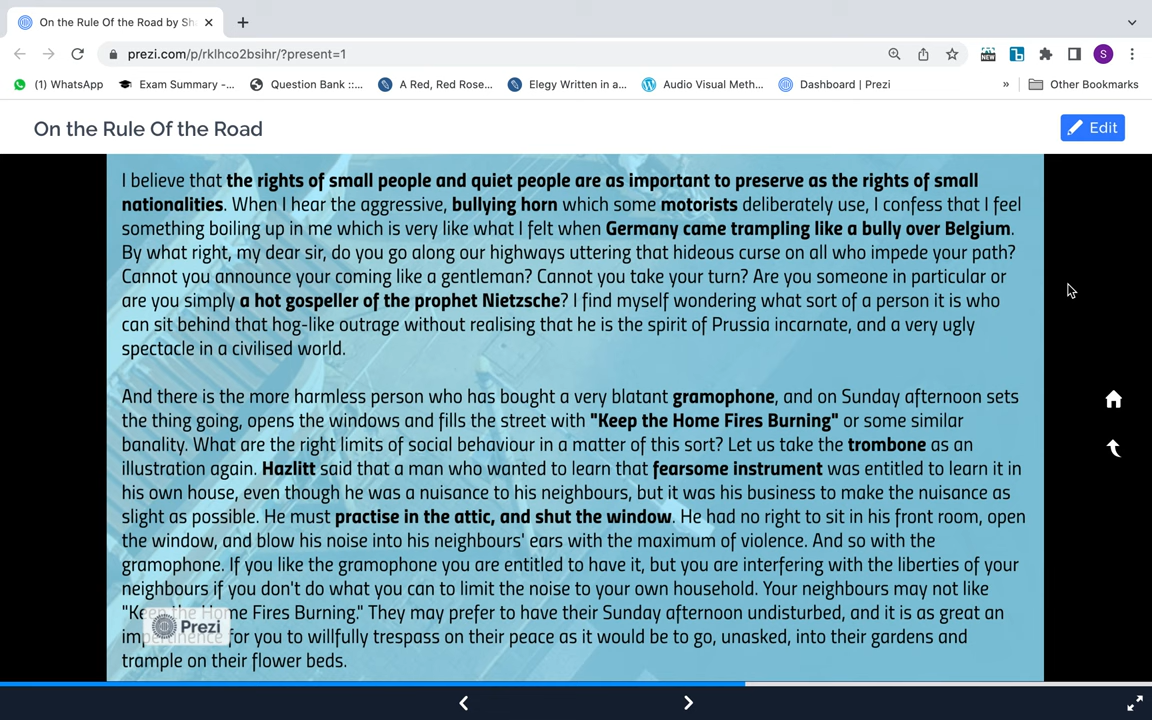 On the Rule Of the Road by Sh
prezi.com/p/rklhco2bsihr/?present=1
NEW
S
(1) WhatsApp
Exam Summary -...
Question Bank ::...
A Red, Red Rose...
Elegy Written in a...
Audio Visual Meth...
Dashboard | Prezi
»
Other Bookmarks
On the Rule Of the Road
Edit
I believe that the rights of small people and quiet people are as important to preserve as the rights of small
nationalities. When I hear the aggressive, bullying horn which some motorists deliberately use, I confess that I feel
something boiling up in me which is very like what I felt when Germany came trampling like a bully over Belgium.
By what right, my dear sir, do you go along our highways uttering that hideous curse on all who impede your path?
Cannot you announce your coming like a gentleman? Cannot you take your turn? Are you someone in particular or
are you simply a hot gospeller of the prophet Nietzsche? I find myself wondering what sort of a person it is who
can sit behind that hog-like outrage without realising that he is the spirit of Prussia incarnate, and a very ugly
spectacle in a civilised world.
And there is the more harmless person who has bought a very blatant gramophone, and on Sunday afternoon sets
the thing going, opens the windows and fills the street with "Keep the Home Fires Burning" or some similar
banality. What are the right limits of social behaviour in a matter of this sort? Let us take the trombone as an
illustration again. Hazlitt said that a man who wanted to learn that fearsome instrument was entitled to learn it in
his own house, even though he was a nuisance to his neighbours, but it was his business to make the nuisance as
slight as possible. He must practise in the attic, and shut the window. He had no right to sit in his front room, open
the window, and blow his noise into his neighbours' ears with the maximum of violence. And so with the
gramophone. If you like the gramophone you are entitled to have it, but you are interfering with the liberties of your
neighbours if you don't do what you can to limit the noise to your own household. Your neighbours may not like
"Keep the Home Fires Burning." They may prefer to have their Sunday afternoon undisturbed, and it is as great an
impertinence for you to willfully trespass on their peace as it would be to go, unasked, into their gardens and
trample on their flower beds.
Prezi